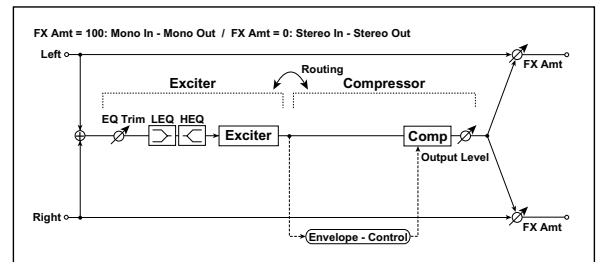 FX Amt = 100: Mono In - Mono Out / FX Amt = 0: Stereo In - Stereo Out
Left
FX Amt
Routing
Exciter
Compressor
EQ Trim
LEQ
HEQ
Exciter
Comp
Output Level
Right
FX Amt
Envelope - Control